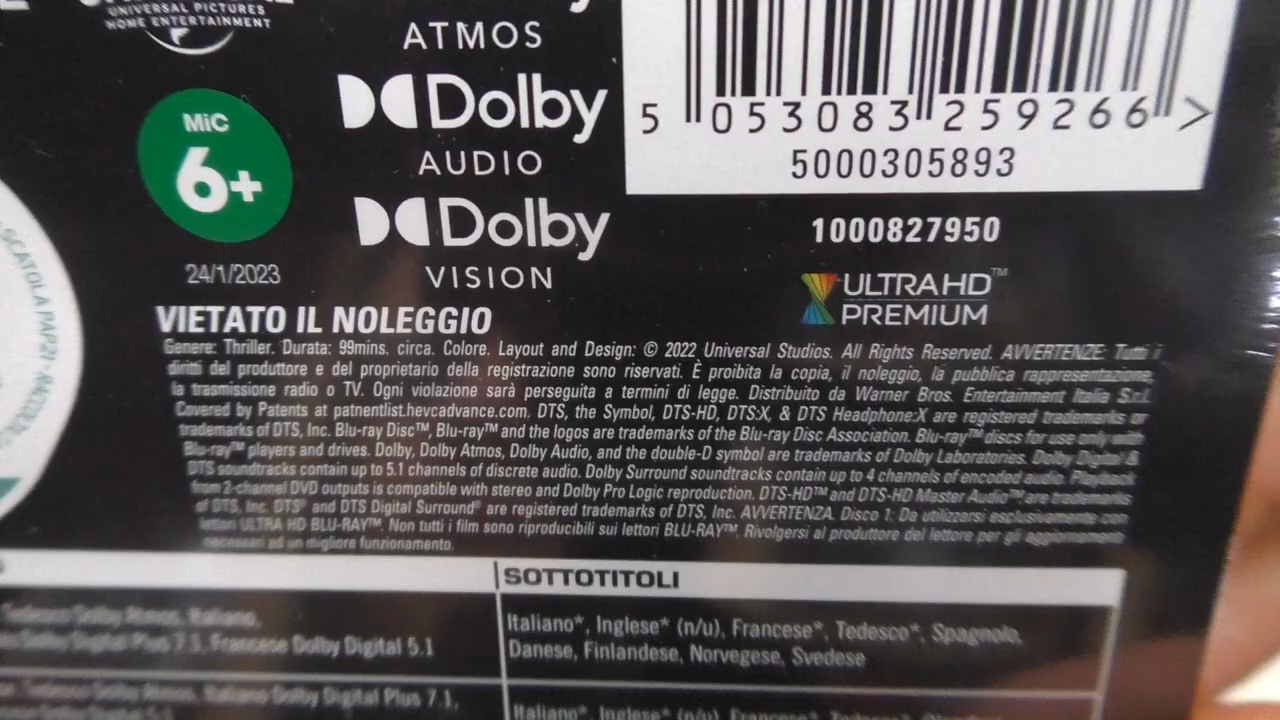 UNIVERSAL PICTURES
HOME ENTERTAINMENT
ATMOS
Dolby
AUDIO
Dolby
VISION
MiC
6+
24/1/2023
5 053083 259266 >
5000305893
1000827950
ULTRA HD™
PREMIUM
SCATOLA PAP21 - RACCOLTA
VIETATO IL NOLEGGIO
Genere: Thriller. Durata: 99mins. circa. Colore. Layout and Design: © 2022 Universal Studios. All Rights Reserved. AVVERTENZE: Tutti i
diritti del produttore e del proprietario della registrazione sono riservati. È proibita la copia, il noleggio, la pubblica rappresentazione,
la trasmissione radio o TV. Ogni violazione sarà perseguita a termini di legge. Distribuito da Warner Bros. Entertainment Italia S.r.l.
Covered by Patents at patnentlist.hevcadvance.com. DTS, the Symbol, DTS-HD, DTS:X, & DTS Headphone:X are registered trademarks or
trademarks of DTS, Inc. Blu-ray Disc™, Blu-ray™ and the logos are trademarks of the Blu-ray Disc Association. Blu-ray™ discs for use only with
Blu-ray™ players and drives. Dolby, Dolby Atmos, Dolby Audio, and the double-D symbol are trademarks of Dolby Laboratories. Dolby Digital &
DTS soundtracks contain up to 5.1 channels of discrete audio. Dolby Surround soundtracks contain up to 4 channels of encoded audio. Playback
from 2-channel DVD outputs is compatible with stereo and Dolby Pro Logic reproduction. DTS-HD™ and DTS-HD Master Audio™ are trademarks
of DTS, Inc. DTS® and DTS Digital Surround® are registered trademarks of DTS, Inc. AVVERTENZA. Disco 1: Da utilizzarsi esclusivamente con
lettori ULTRA HD BLU-RAY™. Non tutti i film sono riproducibili sui lettori BLU-RAY™. Rivolgersi al produttore del lettore per gli aggiornamenti
necessari ad un migliore funzionamento.
SOTTOTITOLI
Tedesco Dolby Atmos, Italiano,
Dolby Digital Plus 7.1, Francese Dolby Digital 5.1
Italiano*, Inglese* (n/u), Francese*, Tedesco*, Spagnolo,
Danese, Finlandese, Norvegese, Svedese
Tedesco Dolby Atmos, Italiano Dolby Digital Plus 7.1,
Italiano*, Inglese* (n/u), Francese*, Tedesco*,